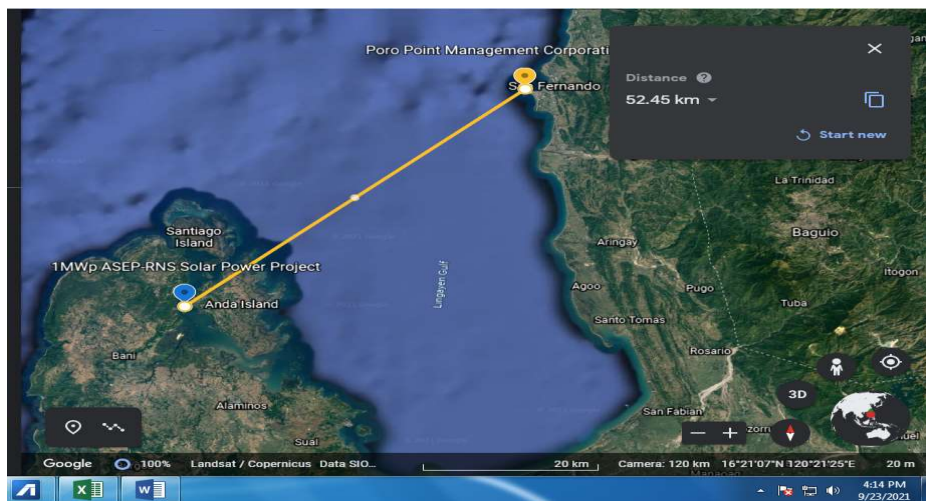 Poro Point Management Corporati
San Fernando
Distance
52.45 km
Start new
La Trinidad
Baguio
Santiago
Island
Aringay
Itogon
1MWp ASEP-RNS Solar Power Project
Anda Island
Lingayen Gulf
Agoo
Pugo
Tuba
Santo Tomas
Bani
Rosario
3D
Alaminos
San Fabian
Sual
Google
100%
Landsat / Copernicus Data SIO...
20 km
Camera: 120 km 16°21'07"N 120°21'25"E
20 m
4:14 PM
9/23/2021